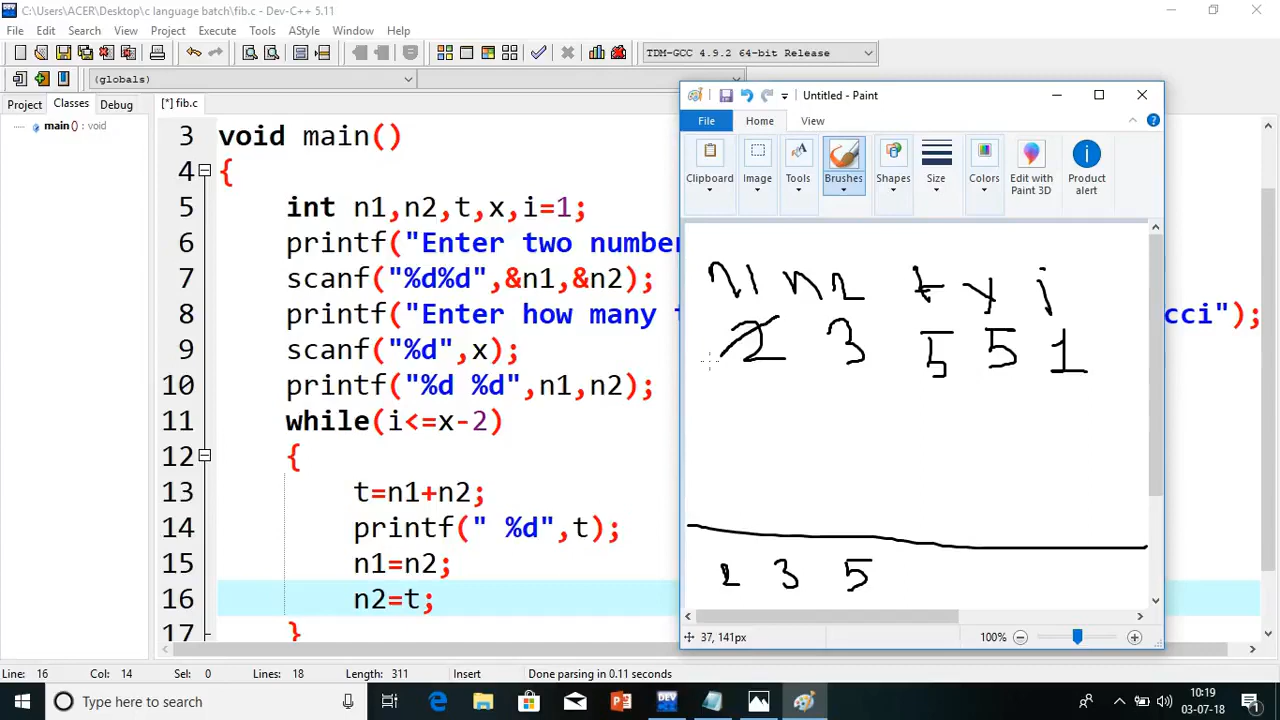 C:\Users\ACER\Desktop\c language batch\fib.c - Dev-C++ 5.11
File Edit Search View Project Execute Tools AStyle Window Help
TDM-GCC 4.9.2 64-bit Release
(globals)
Project Classes Debug
[*] fib.c
main() : void
3 void main()
4 {
5 int n1,n2,t,x,i=1;
6 printf("Enter two number
7 scanf("%d%d",&n1,&n2);
8 printf("Enter how many t
cci");
9 scanf("%d",x);
10 printf("%d %d",n1,n2);
11 while(i<=x-2)
12 {
13 t=n1+n2;
14 printf(" %d",t);
15 n1=n2;
16 n2=t;
17 }
Untitled - Paint
File Home View
Clipboard Image Tools Brushes Shapes Size Colors Edit with Paint 3D Product alert
n1 n2 t x i
2 3 5 5 1
2 3 5
37, 141px 100%
Line: 16 Col: 14 Sel: 0 Lines: 18 Length: 311 Insert Done parsing in 0.11 seconds
Type here to search
10:19
03-07-18
1